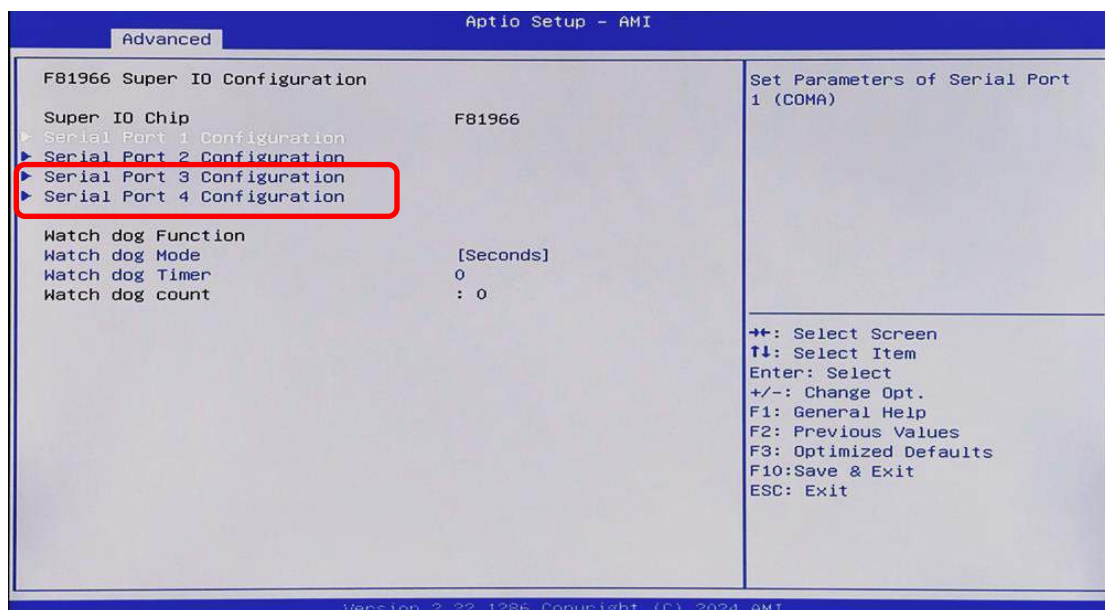 Aptio Setup - AMI
Advanced
F81966 Super IO Configuration
Super IO Chip F81966
Serial Port 1 Configuration
Serial Port 2 Configuration
Serial Port 3 Configuration
Serial Port 4 Configuration
Watch dog Function
Watch dog Mode [Seconds]
Watch dog Timer 0
Watch dog count : 0
Set Parameters of Serial Port
1 (COMA)
→←: Select Screen
↑↓: Select Item
Enter: Select
+/-: Change Opt.
F1: General Help
F2: Previous Values
F3: Optimized Defaults
F10:Save & Exit
ESC: Exit
Version 2.22.1286 Copyright (C) 2024 AMI